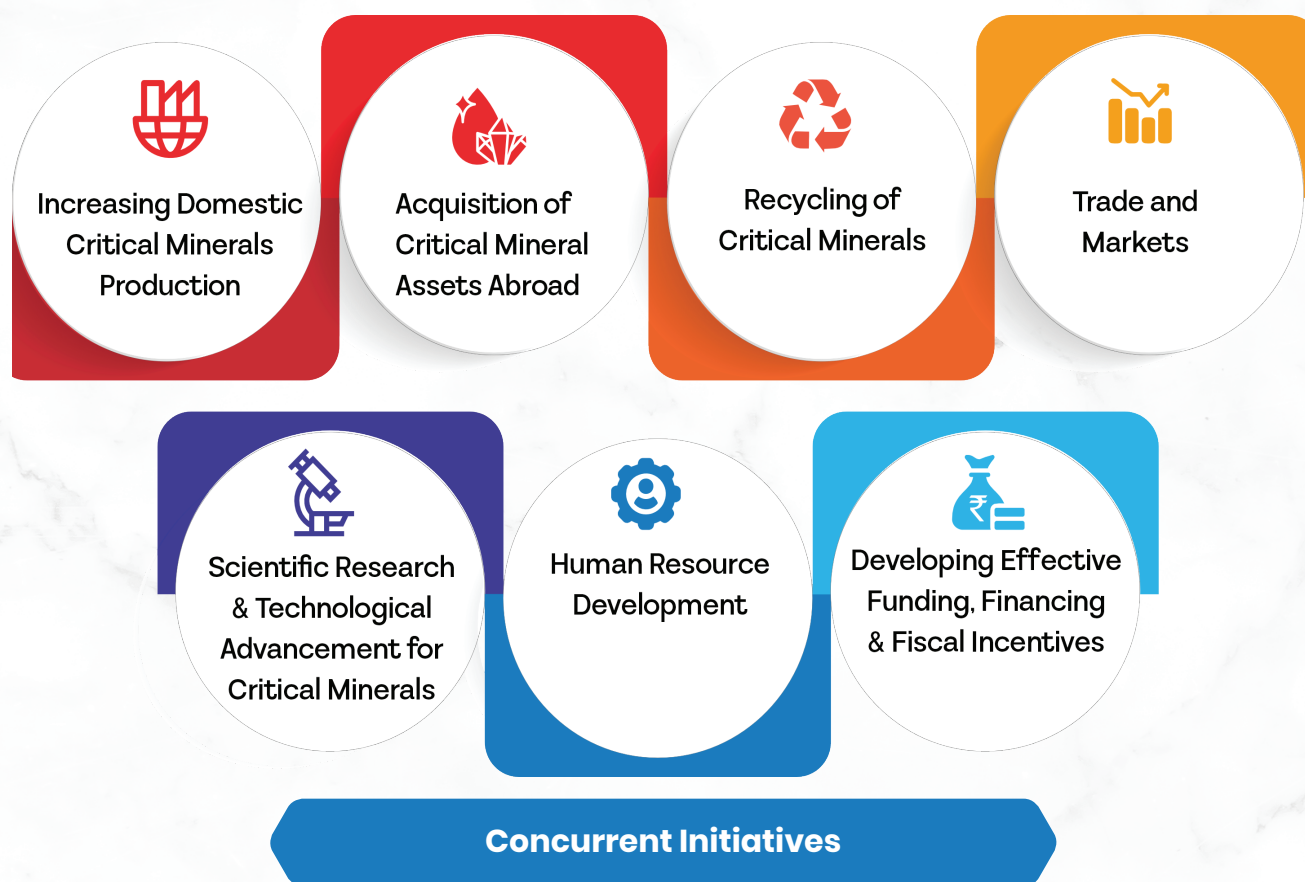 Increasing Domestic
Critical Minerals
Production
Acquisition of
Critical Mineral
Assets Abroad
Recycling of
Critical Minerals
Trade and
Markets
Scientific Research
& Technological
Advancement for
Critical Minerals
Human Resource
Development
₹
Developing Effective
Funding, Financing
& Fiscal Incentives
Concurrent Initiatives